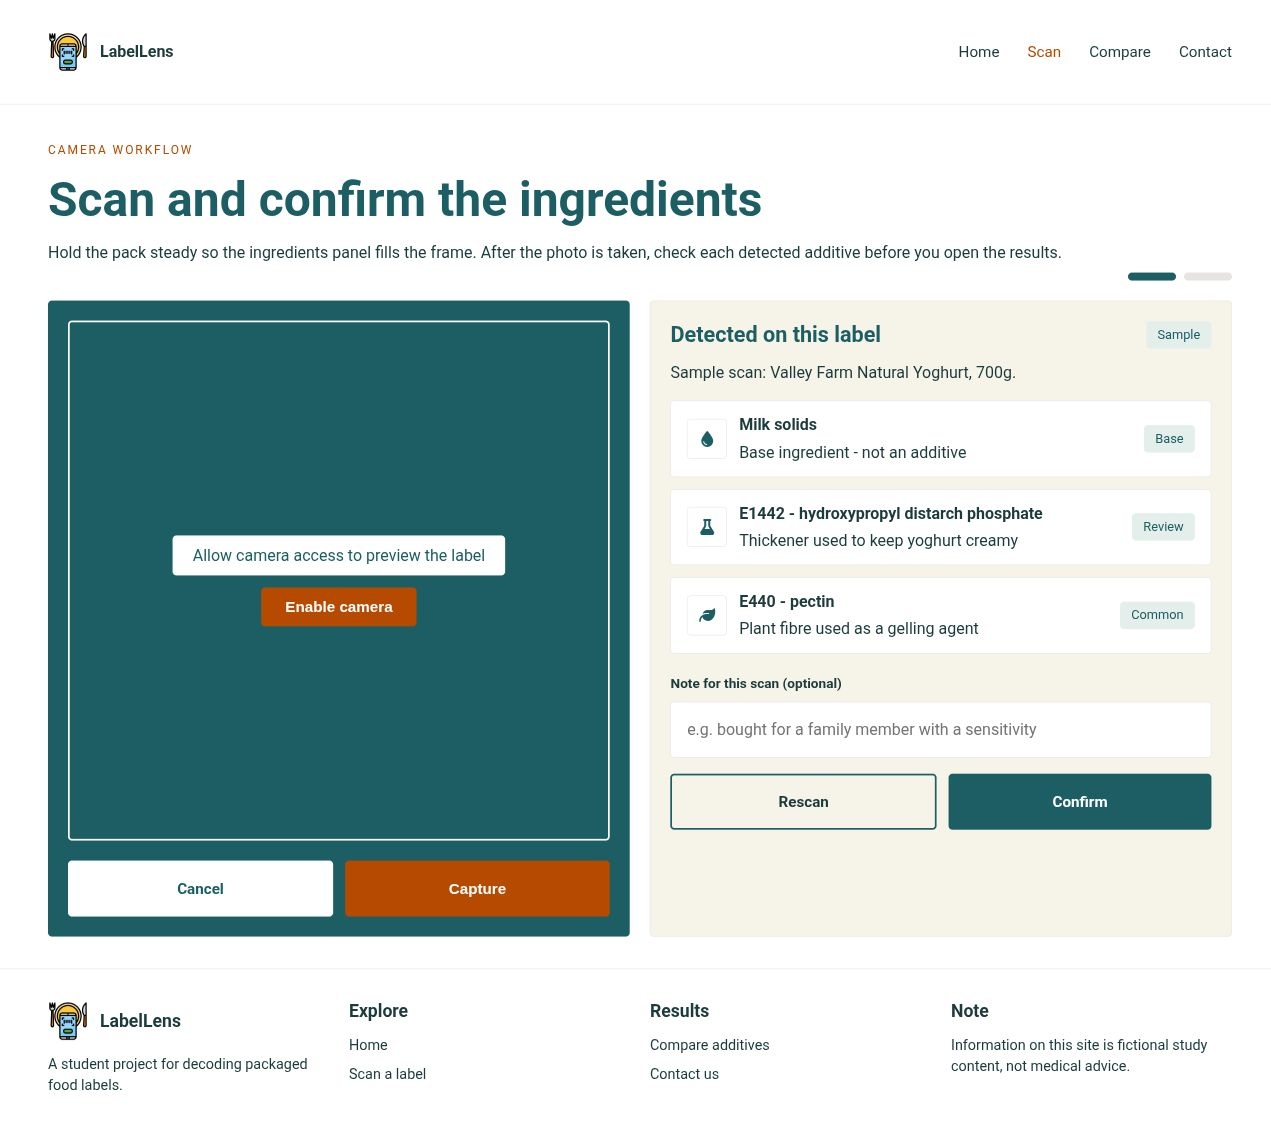 LabelLens
Home
Scan
Compare
Contact
CAMERA WORKFLOW
Scan and confirm the ingredients
Hold the pack steady so the ingredients panel fills the frame. After the photo is taken, check each detected additive before you open the results.
Allow camera access to preview the label
Enable camera
Cancel
Capture
Detected on this label
Sample
Sample scan: Valley Farm Natural Yoghurt, 700g.
Milk solids
Base ingredient - not an additive
Base
E1442 - hydroxypropyl distarch phosphate
Thickener used to keep yoghurt creamy
Review
E440 - pectin
Plant fibre used as a gelling agent
Common
Note for this scan (optional)
e.g. bought for a family member with a sensitivity
Rescan
Confirm
LabelLens
A student project for decoding packaged
food labels.
Explore
Home
Scan a label
Results
Compare additives
Contact us
Note
Information on this site is fictional study
content, not medical advice.